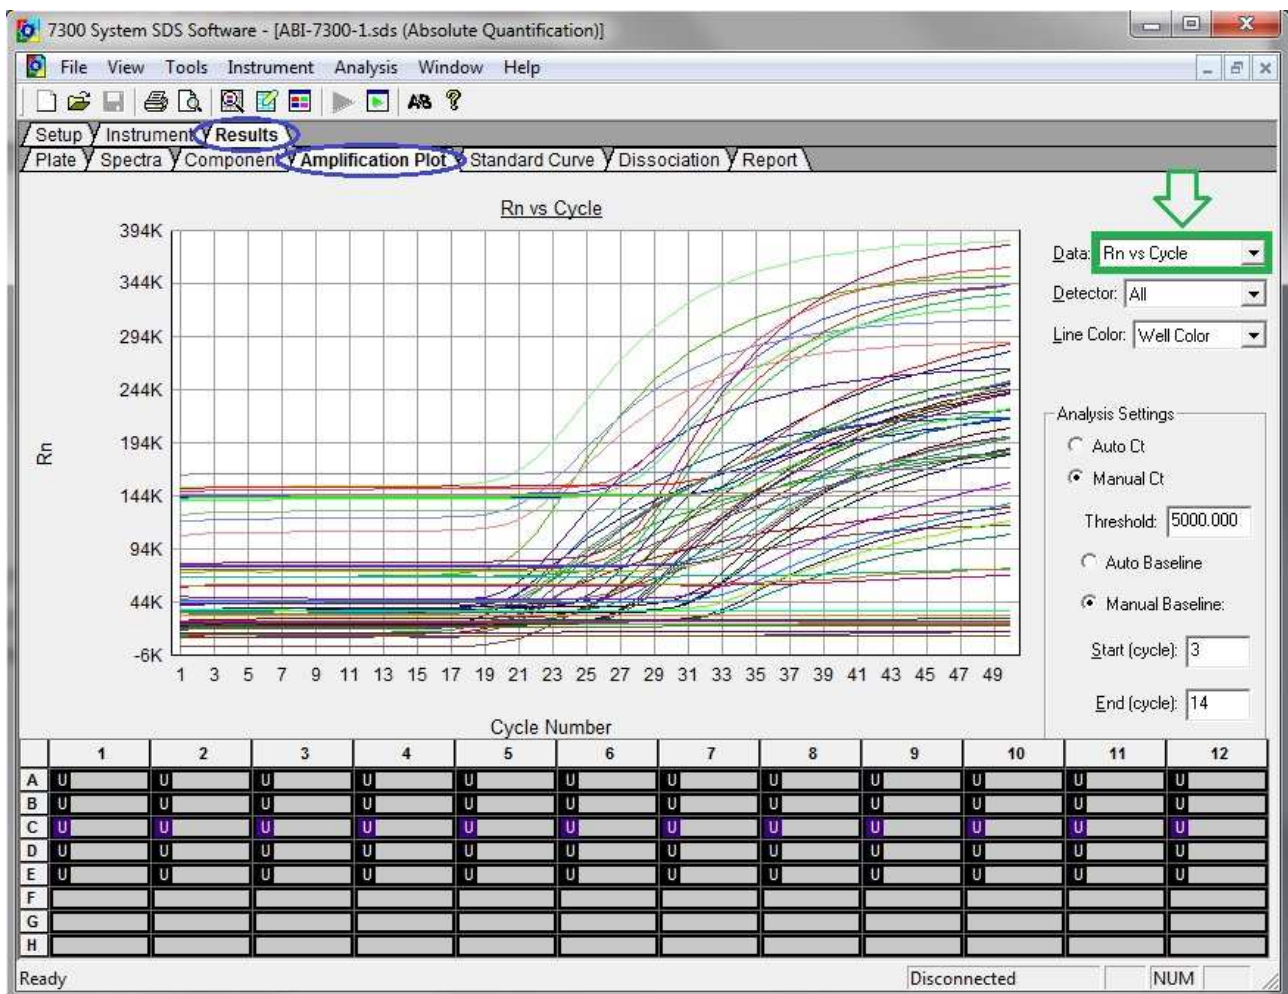 7300 System SDS Software - [ABI-7300-1.sds (Absolute Quantification)]
File View Tools Instrument Analysis Window Help
Setup Instrument Results
Plate Spectra Component Amplification Plot Standard Curve Dissociation Report
Rn vs Cycle
Data: Rn vs Cycle
Detector: All
Line Color: Well Color
394K
344K
294K
244K
194K
144K
94K
44K
-6K
Rn
1 3 5 7 9 11 13 15 17 19 21 23 25 27 29 31 33 35 37 39 41 43 45 47 49
Cycle Number
Analysis Settings
Auto Ct
Manual Ct
Threshold: 5000.000
Auto Baseline
Manual Baseline:
Start (cycle): 3
End (cycle): 14
1 2 3 4 5 6 7 8 9 10 11 12
A U U U U U U U U U U U U
B U U U U U U U U U U U U
C U U U U U U U U U U U U
D U U U U U U U U U U U U
E U U U U U U U U U U U U
F
G
H
Ready Disconnected NUM